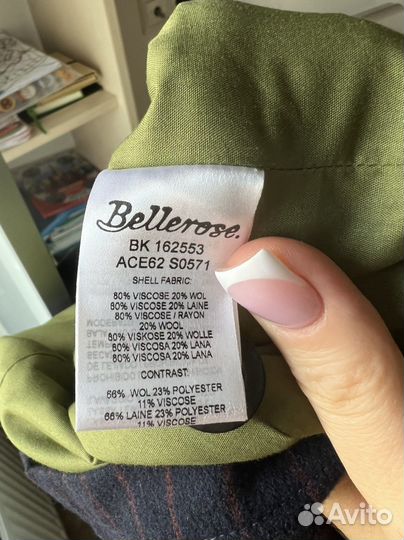 Bellerose.
BK 162553
ACE62 S0571
SHELL FABRIC:
80% VISCOSE 20% WOL
80% VISCOSE 20% LAINE
80% VISCOSE / RAYON
20% WOOL
80% VISKOSE 20% WOLLE
80% VISCOSA 20% LANA
80% VISCOSA 20% LANA
CONTRAST:
66% WOL 23% POLYESTER
11% VISCOSE
66% LAINE 23% POLYESTER
11% VISCOSE
Avito